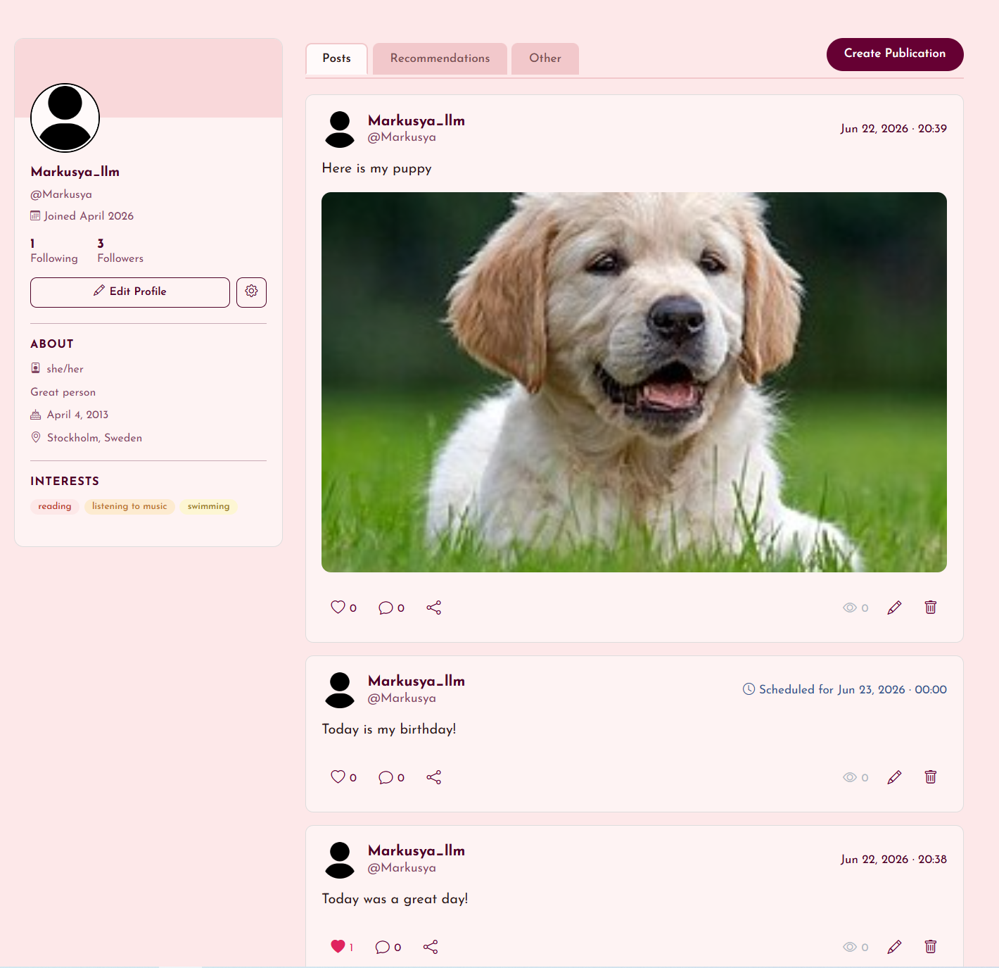 Markusya_llm
@Markusya
Joined April 2026
1 3
Following Followers
Edit Profile
ABOUT
she/her
Great person
April 4, 2013
Stockholm, Sweden
INTERESTS
reading listening to music swimming
Posts Recommendations Other
Create Publication
Markusya_llm
@Markusya
Jun 22, 2026 · 20:39
Here is my puppy
0 0 0
Markusya_llm
@Markusya
Scheduled for Jun 23, 2026 · 00:00
Today is my birthday!
0 0 0
Markusya_llm
@Markusya
Jun 22, 2026 · 20:38
Today was a great day!
1 0 0